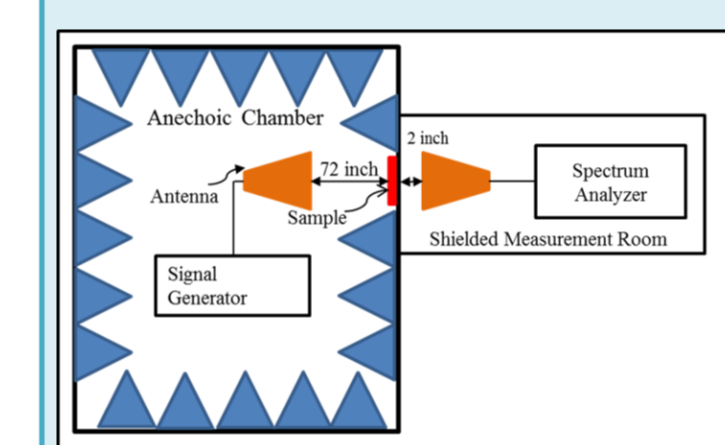 Anechoic Chamber
2 inch
72 inch
Antenna
Sample
Spectrum
Analyzer
Shielded Measurement Room
Signal
Generator